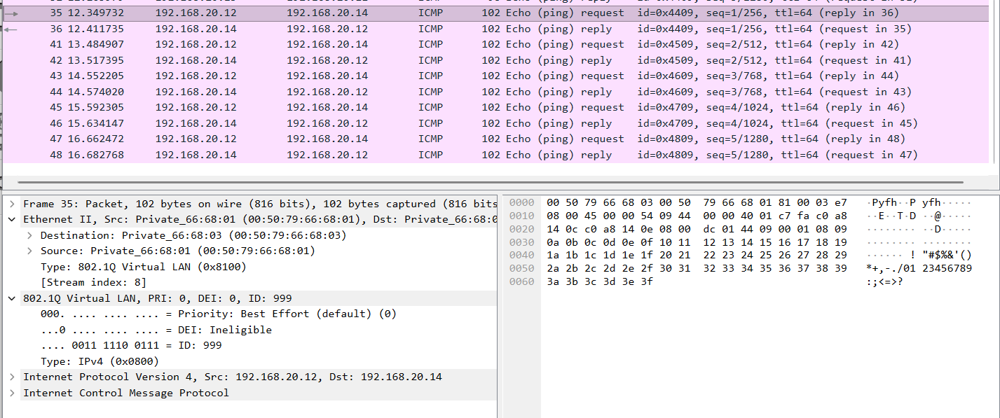 35 12.349732 192.168.20.12 192.168.20.14 ICMP 102 Echo (ping) request id=0x4409, seq=1/256, ttl=64 (reply in 36)
36 12.411735 192.168.20.14 192.168.20.12 ICMP 102 Echo (ping) reply id=0x4409, seq=1/256, ttl=64 (request in 35)
41 13.484907 192.168.20.12 192.168.20.14 ICMP 102 Echo (ping) request id=0x4509, seq=2/512, ttl=64 (reply in 42)
42 13.517395 192.168.20.14 192.168.20.12 ICMP 102 Echo (ping) reply id=0x4509, seq=2/512, ttl=64 (request in 41)
43 14.552205 192.168.20.12 192.168.20.14 ICMP 102 Echo (ping) request id=0x4609, seq=3/768, ttl=64 (reply in 44)
44 14.574020 192.168.20.14 192.168.20.12 ICMP 102 Echo (ping) reply id=0x4609, seq=3/768, ttl=64 (request in 43)
45 15.592305 192.168.20.12 192.168.20.14 ICMP 102 Echo (ping) request id=0x4709, seq=4/1024, ttl=64 (reply in 46)
46 15.634147 192.168.20.14 192.168.20.12 ICMP 102 Echo (ping) reply id=0x4709, seq=4/1024, ttl=64 (request in 45)
47 16.662472 192.168.20.12 192.168.20.14 ICMP 102 Echo (ping) request id=0x4809, seq=5/1280, ttl=64 (reply in 48)
48 16.682768 192.168.20.14 192.168.20.12 ICMP 102 Echo (ping) reply id=0x4809, seq=5/1280, ttl=64 (request in 47)
Frame 35: Packet, 102 bytes on wire (816 bits), 102 bytes captured (816 bits
Ethernet II, Src: Private_66:68:01 (00:50:79:66:68:01), Dst: Private_66:68:0
Destination: Private_66:68:03 (00:50:79:66:68:03)
Source: Private_66:68:01 (00:50:79:66:68:01)
Type: 802.1Q Virtual LAN (0x8100)
[Stream index: 8]
802.1Q Virtual LAN, PRI: 0, DEI: 0, ID: 999
000. .... .... .... = Priority: Best Effort (default) (0)
...0 .... .... .... = DEI: Ineligible
.... 0011 1110 0111 = ID: 999
Type: IPv4 (0x0800)
Internet Protocol Version 4, Src: 192.168.20.12, Dst: 192.168.20.14
Internet Control Message Protocol
0000 00 50 79 66 68 03 00 50 79 66 68 01 81 00 03 e7 ·Pyfh··P yfh·····
0010 08 00 45 00 00 54 09 44 00 00 40 01 c7 fa c0 a8 ··E··T·D ··@·····
0020 14 0c c0 a8 14 0e 08 00 dc 01 44 09 00 01 08 09 ········ ··D·····
0030 0a 0b 0c 0d 0e 0f 10 11 12 13 14 15 16 17 18 19 ········ ········
0040 1a 1b 1c 1d 1e 1f 20 21 22 23 24 25 26 27 28 29 ······ ! "#$%&'()
0050 2a 2b 2c 2d 2e 2f 30 31 32 33 34 35 36 37 38 39 *+,-./01 23456789
0060 3a 3b 3c 3d 3e 3f :;<=>?